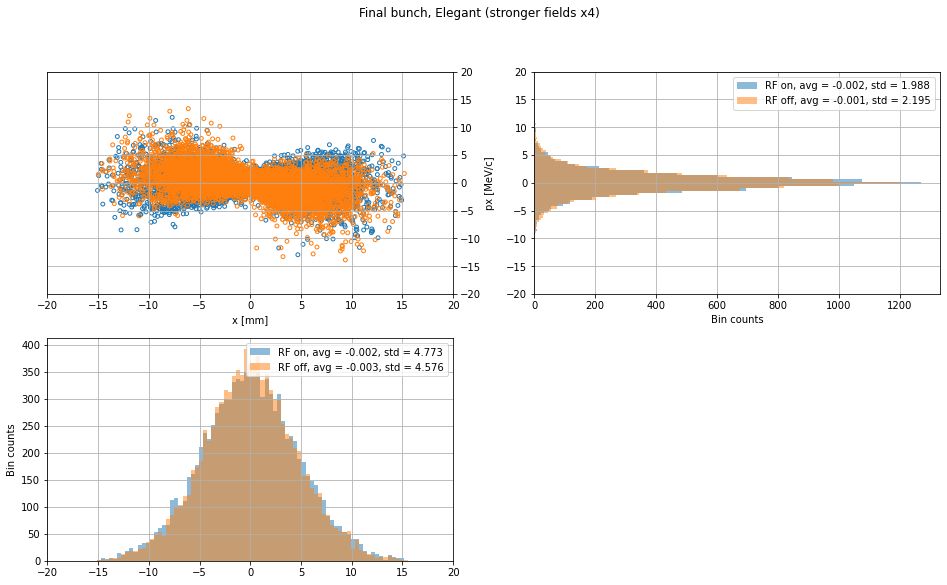 Final bunch, Elegant (stronger fields x4)
20
15
10
5
0
−5
−10
−15
−20
−20 −15 −10 −5 0 5 10 15 20
x [mm]
px [MeV/c]
20
15
10
5
0
−5
−10
−15
−20
RF on, avg = -0.002, std = 1.988
RF off, avg = -0.001, std = 2.195
0 200 400 600 800 1000 1200
Bin counts
Bin counts
400
350
300
250
200
150
100
50
0
RF on, avg = -0.002, std = 4.773
RF off, avg = -0.003, std = 4.576
−20 −15 −10 −5 0 5 10 15 20